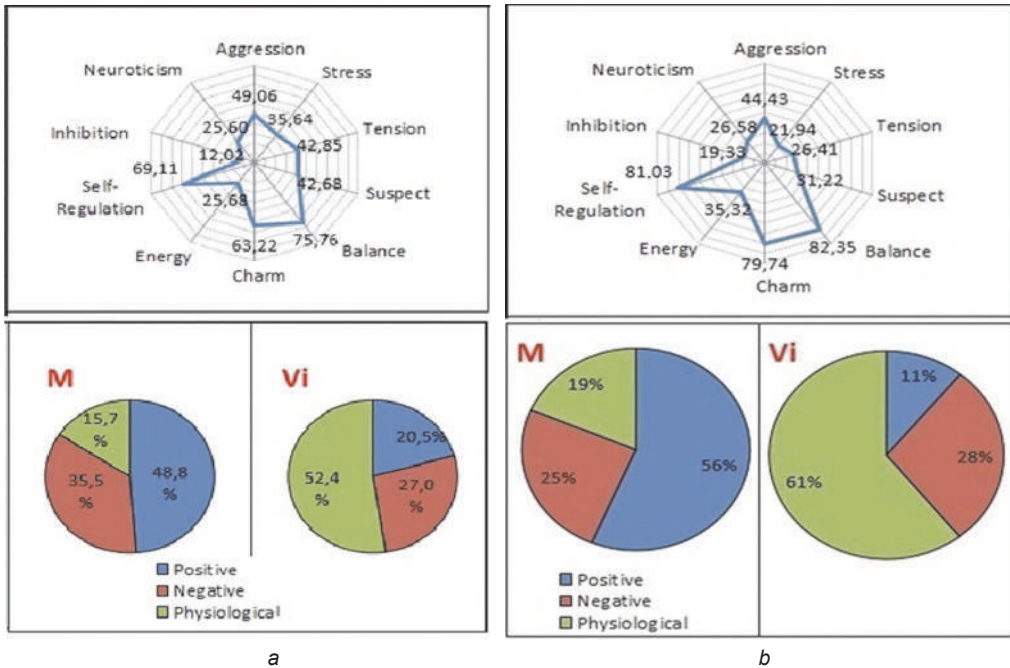 Aggression
Neuroticism
Stress
49,06
25,60
35,64
Inhibition
Tension
12,02
42,85
69,11
42,68
Self-
Regulation
25,68
Suspect
Energy
63,22
75,76
Balance
Charm
Aggression
Neuroticism
Stress
44,43
26,58
21,94
Inhibition
Tension
19,33
26,41
81,03
31,22
Self-
Regulation
35,32
Suspect
Energy
79,74
82,35
Balance
Charm
M
15,7
%
35,5
%
48,8
%
Vi
20,5%
52,4
%
27,0
%
Positive
Negative
Physiological
M
19%
25%
56%
Vi
11%
28%
61%
Positive
Negative
Physiological
a
b